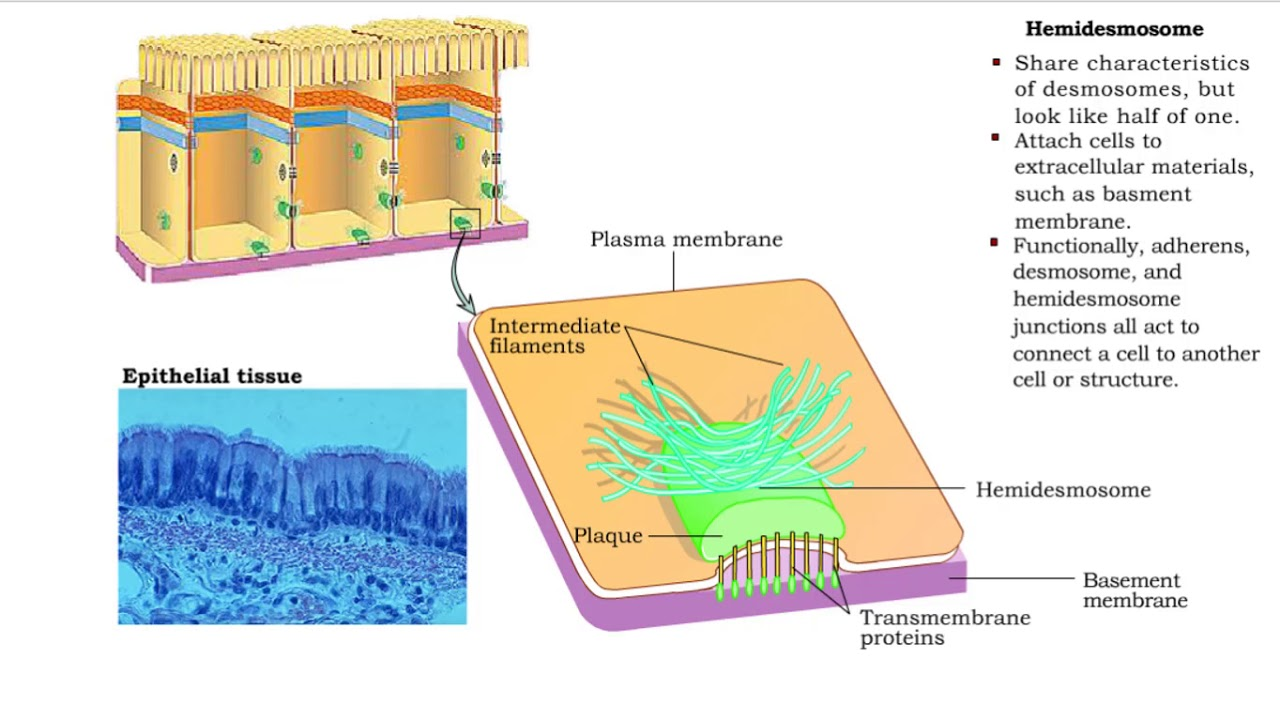 Hemidesmosome
▪ Share characteristics
of desmosomes, but
look like half of one.
▪ Attach cells to
extracellular materials,
such as basment
membrane.
▪ Functionally, adherens,
desmosome, and
hemidesmosome
junctions all act to
connect a cell to another
cell or structure.
Plasma membrane
Intermediate
filaments
Epithelial tissue
Hemidesmosome
Plaque
Basement
membrane
Transmembrane
proteins